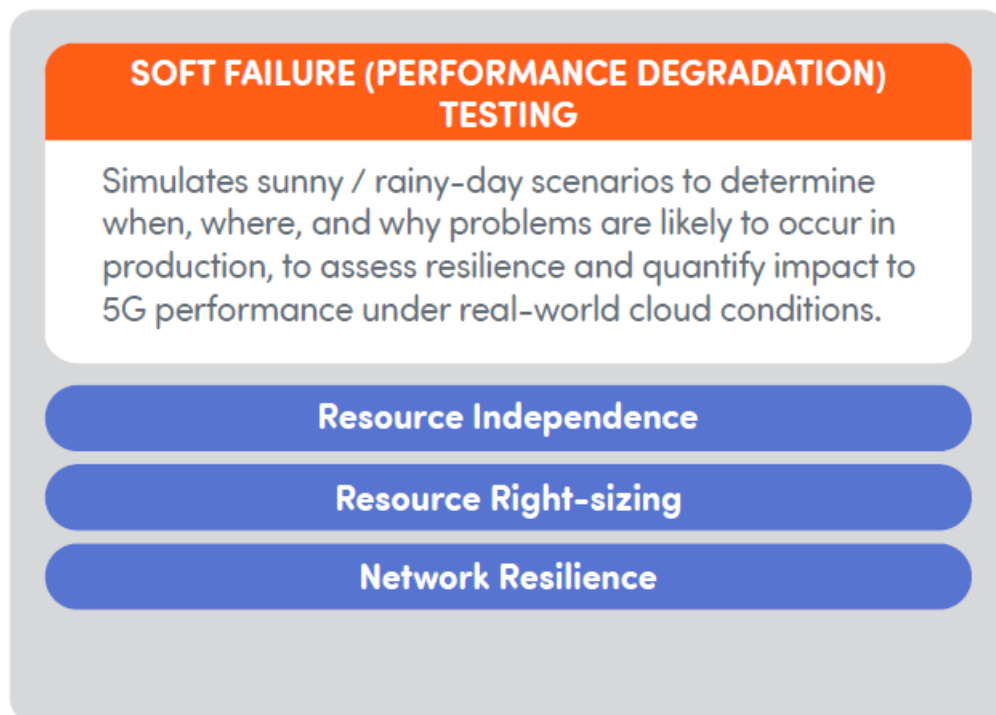 SOFT FAILURE (PERFORMANCE DEGRADATION)
TESTING
Simulates sunny / rainy-day scenarios to determine
when, where, and why problems are likely to occur in
production, to assess resilience and quantify impact to
5G performance under real-world cloud conditions.
Resource Independence
Resource Right-sizing
Network Resilience